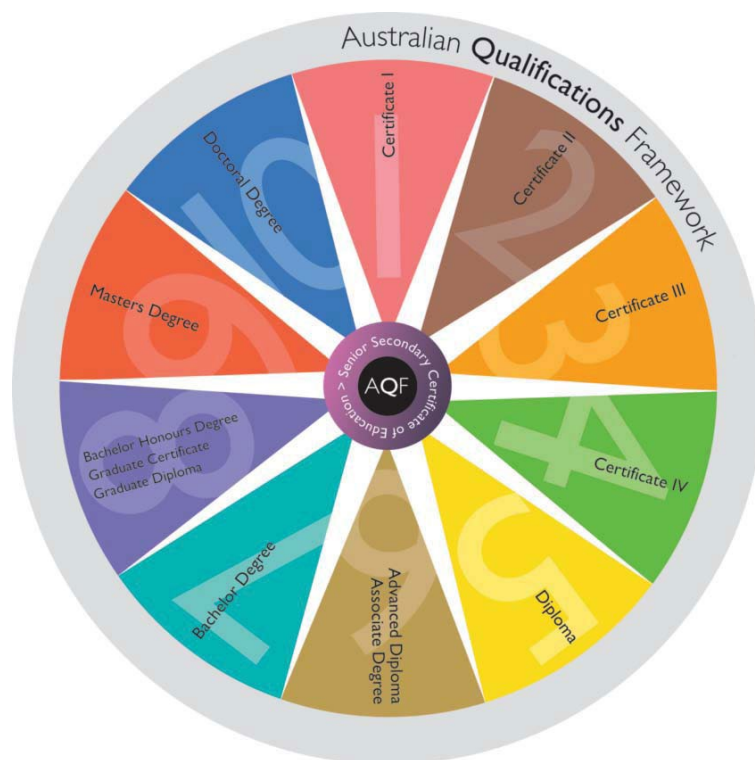 Australian Qualifications Framework
Certificate I
1
Certificate II
2
Certificate III
3
Certificate IV
4
Diploma
5
Advanced Diploma
Associate Degree
6
Bachelor Degree
7
Bachelor Honours Degree
Graduate Certificate
Graduate Diploma
8
Masters Degree
9
Doctoral Degree
10
Senior Secondary Certificate of Education >
AQF